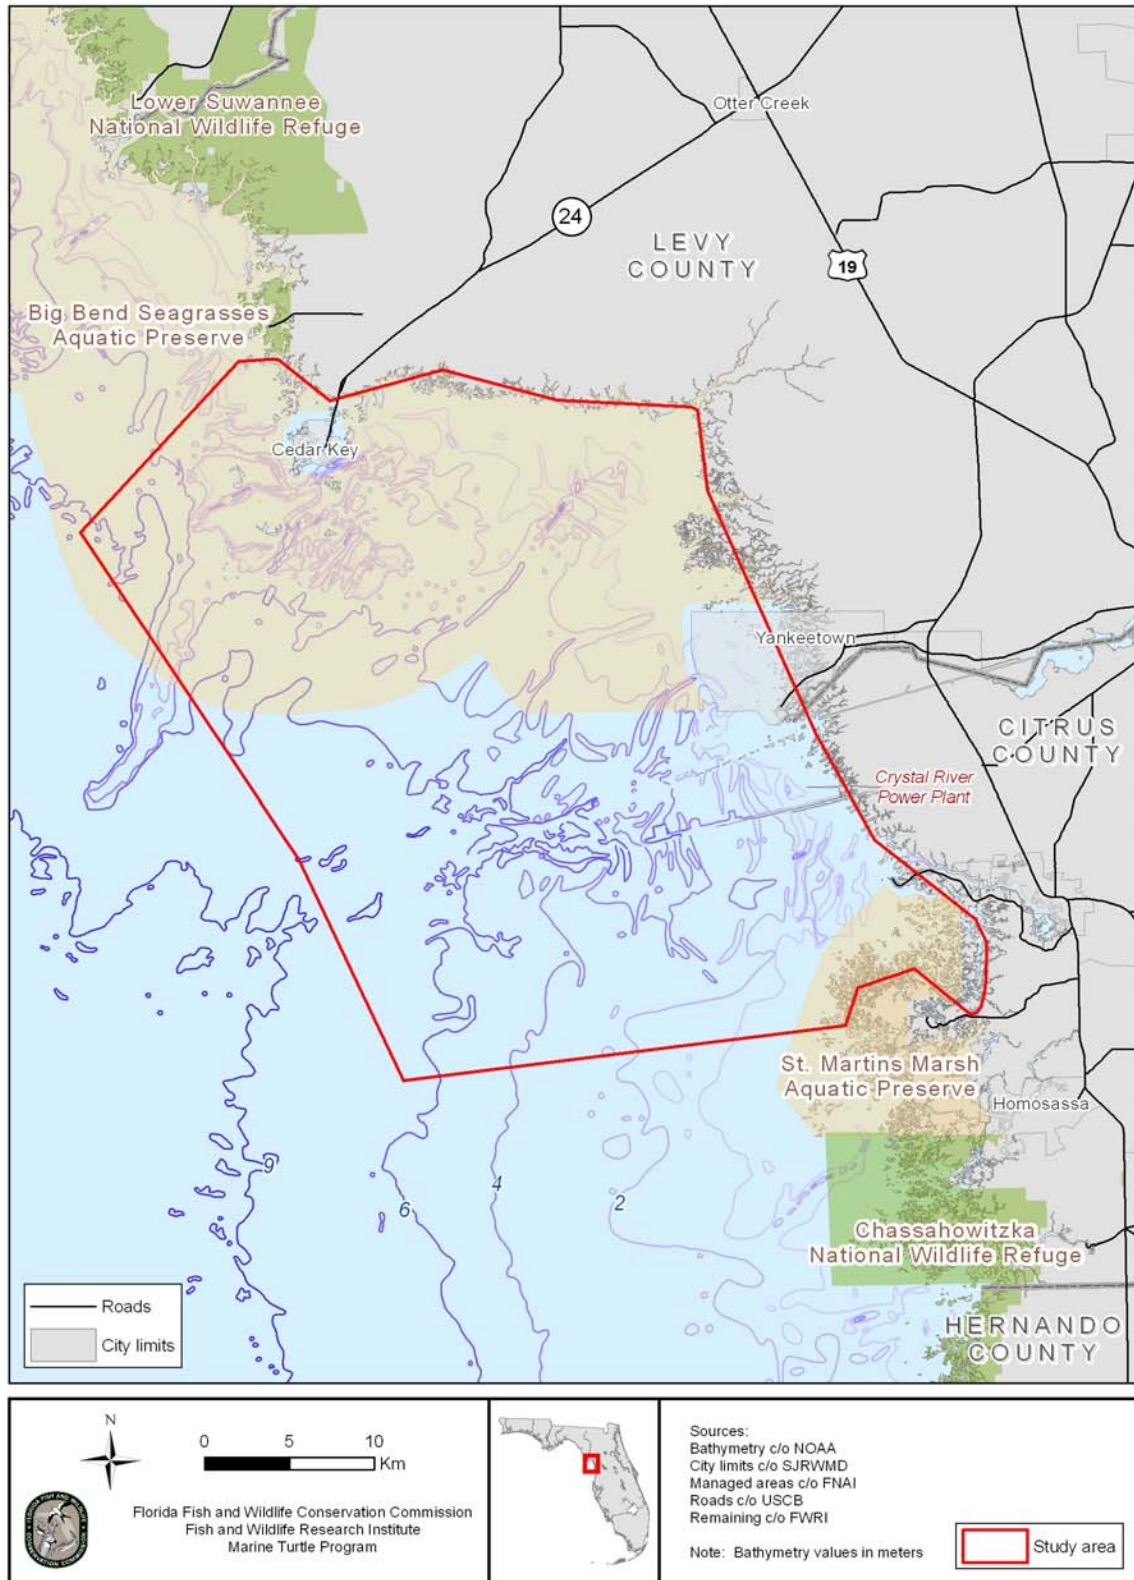 Lower Suwannee
National Wildlife Refuge
Otter Creek
24
LEVY
COUNTY
19
Big Bend Seagrasses
Aquatic Preserve
Cedar Key
Yankeetown
CITRUS
COUNTY
Crystal River
Power Plant
St. Martins Marsh
Aquatic Preserve
Homosassa
9
6
4
2
Chassahowitzka
National Wildlife Refuge
HERNANDO
COUNTY
Roads
City limits
N
0 5 10
Km
Florida Fish and Wildlife Conservation Commission
Fish and Wildlife Research Institute
Marine Turtle Program
Sources:
Bathymetry c/o NOAA
City limits c/o SJRWMD
Managed areas c/o FNAI
Roads c/o USCB
Remaining c/o FWRI
Note: Bathymetry values in meters
Study area